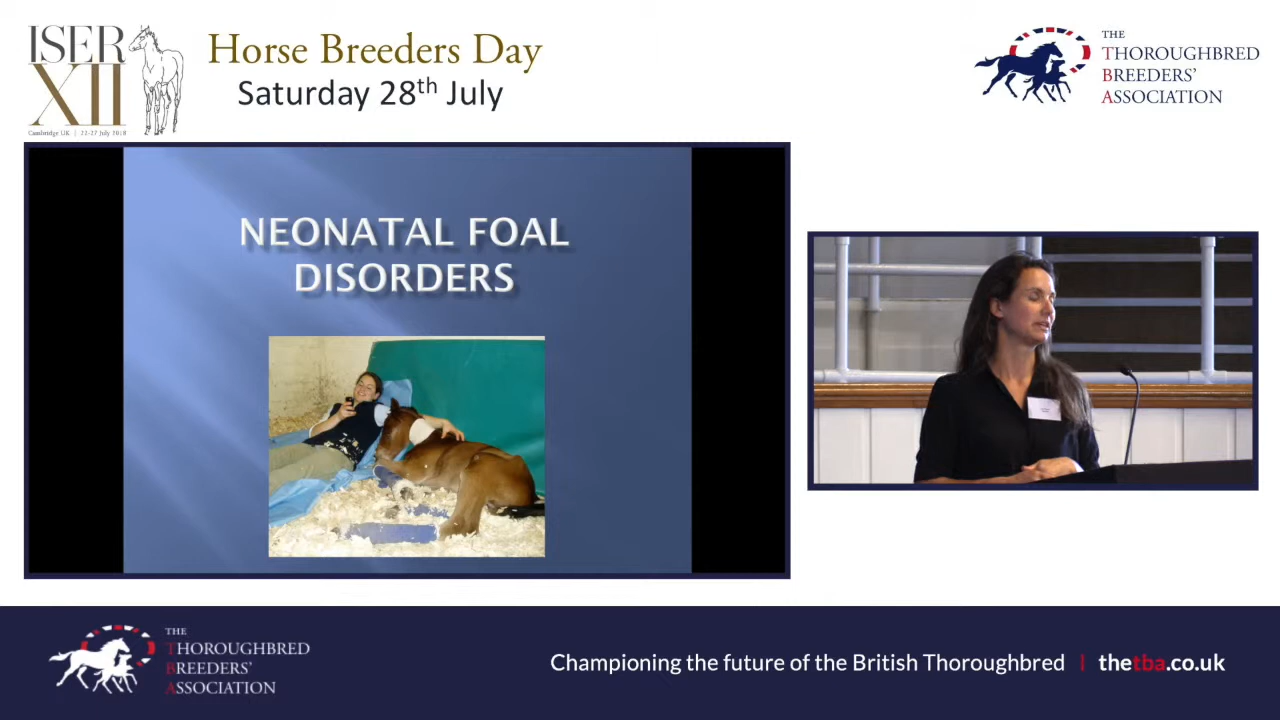 ISER
XII
Cambridge UK | 22-27 July 2018
Horse Breeders Day
Saturday 28th July
THE
THOROUGHBRED
BREEDERS'
ASSOCIATION
NEONATAL FOAL
DISORDERS
THE
THOROUGHBRED
BREEDERS'
ASSOCIATION
Championing the future of the British Thoroughbred | thetba.co.uk